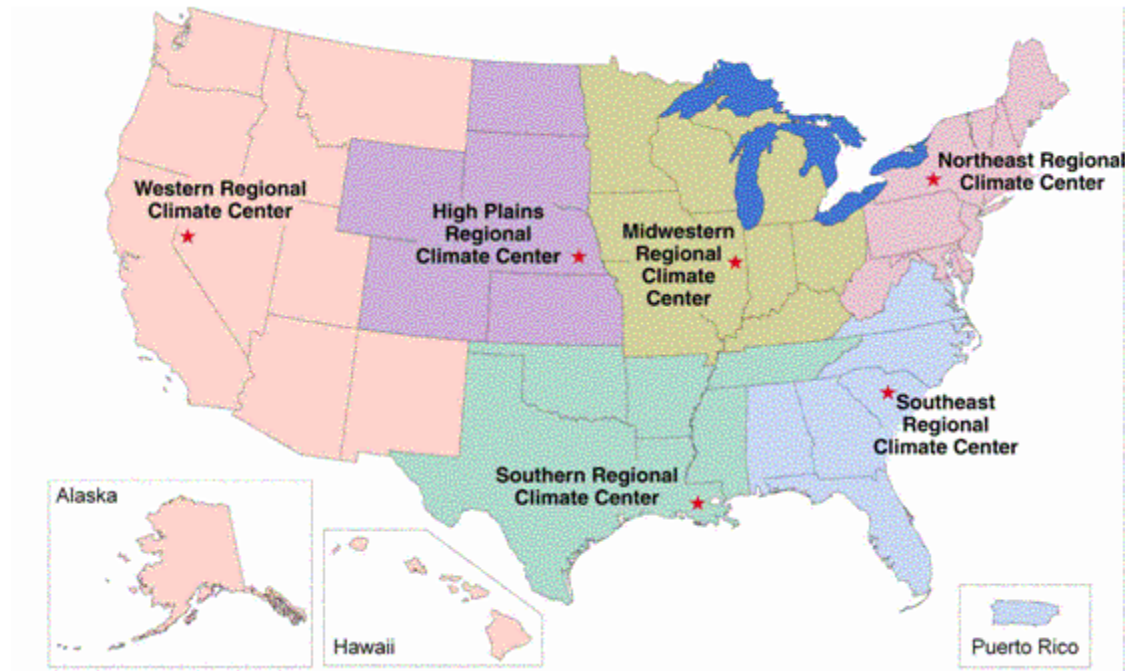 Northeast Regional
Climate Center
Western Regional
Climate Center
High Plains
Regional
Climate Center
Midwestern
Regional
Climate
Center
Southeast
Regional
Climate Center
Southern Regional
Climate Center
Alaska
Hawaii
Puerto Rico